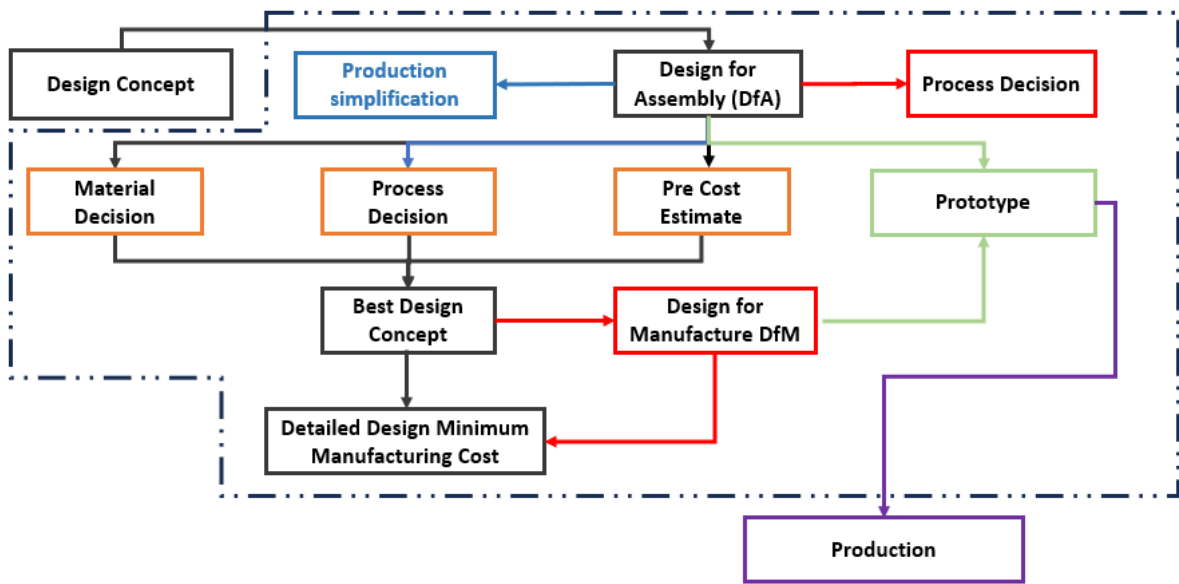 Design Concept
Production
simplification
Design for
Assembly (DfA)
Process Decision
Material
Decision
Process
Decision
Pre Cost
Estimate
Prototype
Best Design
Concept
Design for
Manufacture DfM
Detailed Design Minimum
Manufacturing Cost
Production